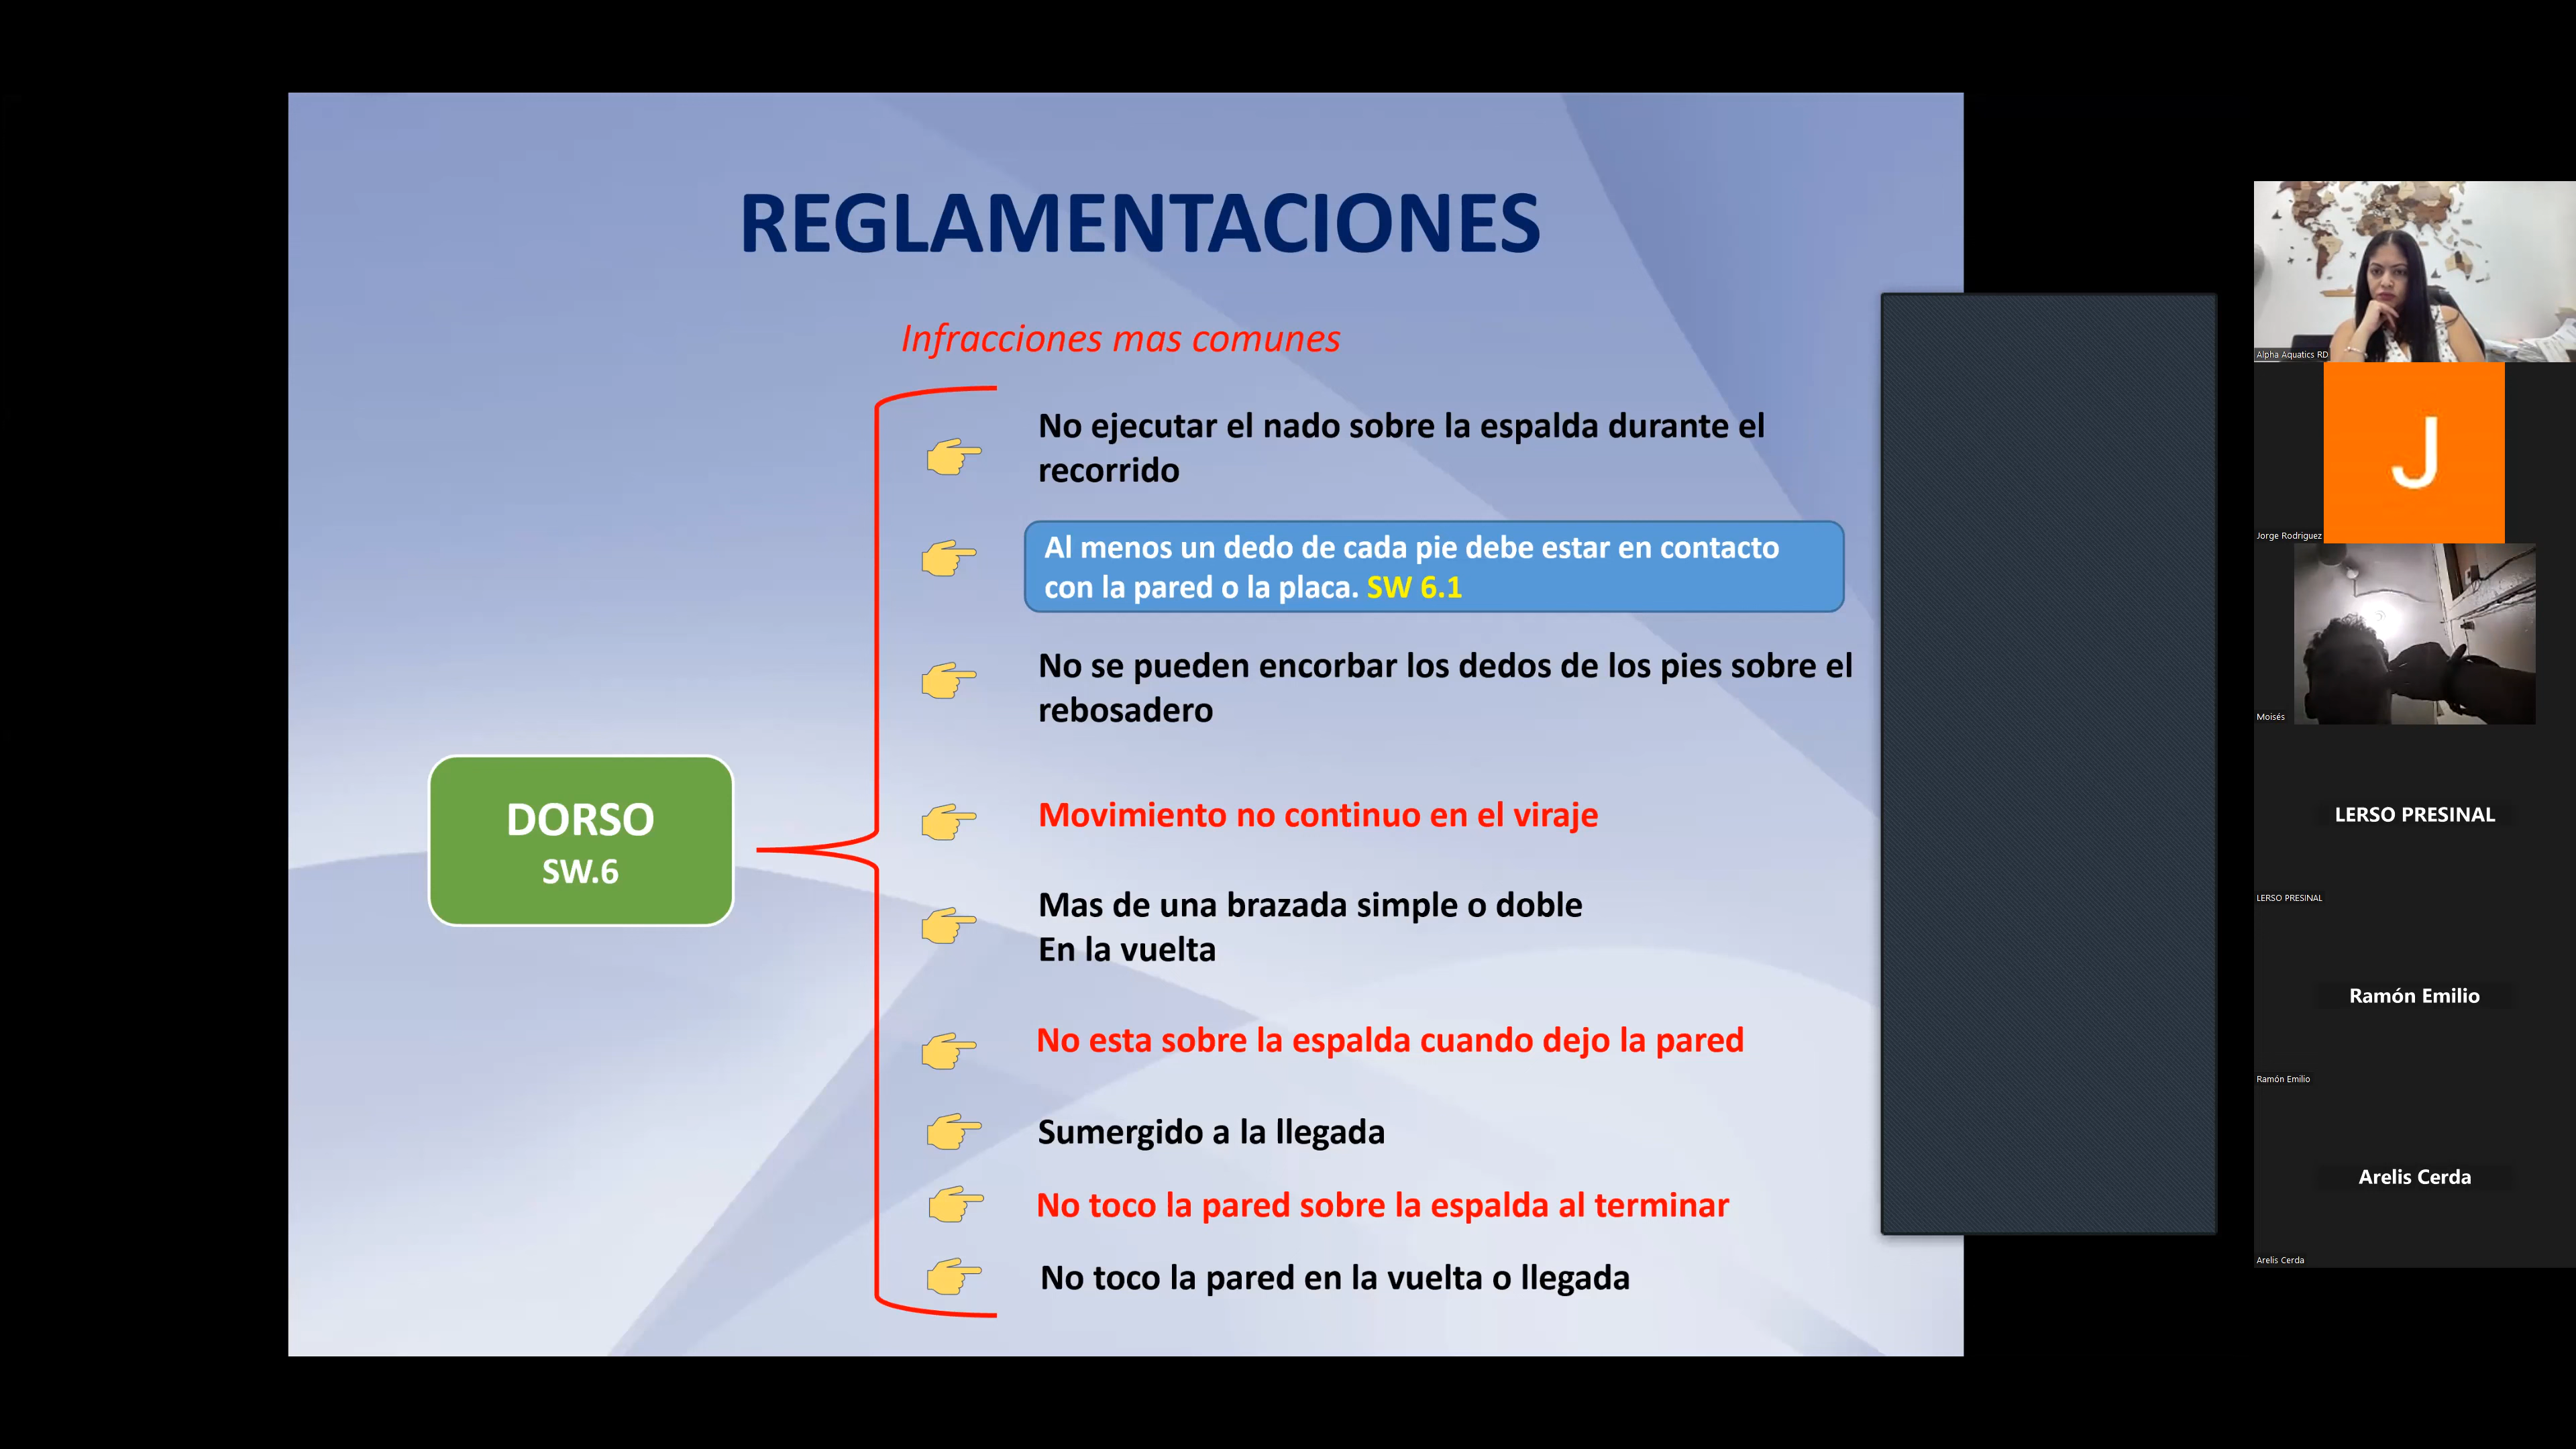 REGLAMENTACIONES
Infracciones mas comunes
No ejecutar el nado sobre la espalda durante el
recorrido
Al menos un dedo de cada pie debe estar en contacto
con la pared o la placa. SW 6.1
No se pueden encorbar los dedos de los pies sobre el
rebosadero
DORSO
SW.6
Movimiento no continuo en el viraje
Mas de una brazada simple o doble
En la vuelta
No esta sobre la espalda cuando dejo la pared
Sumergido a la llegada
No toco la pared sobre la espalda al terminar
No toco la pared en la vuelta o llegada
Alpha Aquatics RD
J
Jorge Rodriguez
Moisés
LERSO PRESINAL
LERSO PRESINAL
Ramón Emilio
Ramón Emilio
Arelis Cerda
Arelis Cerda